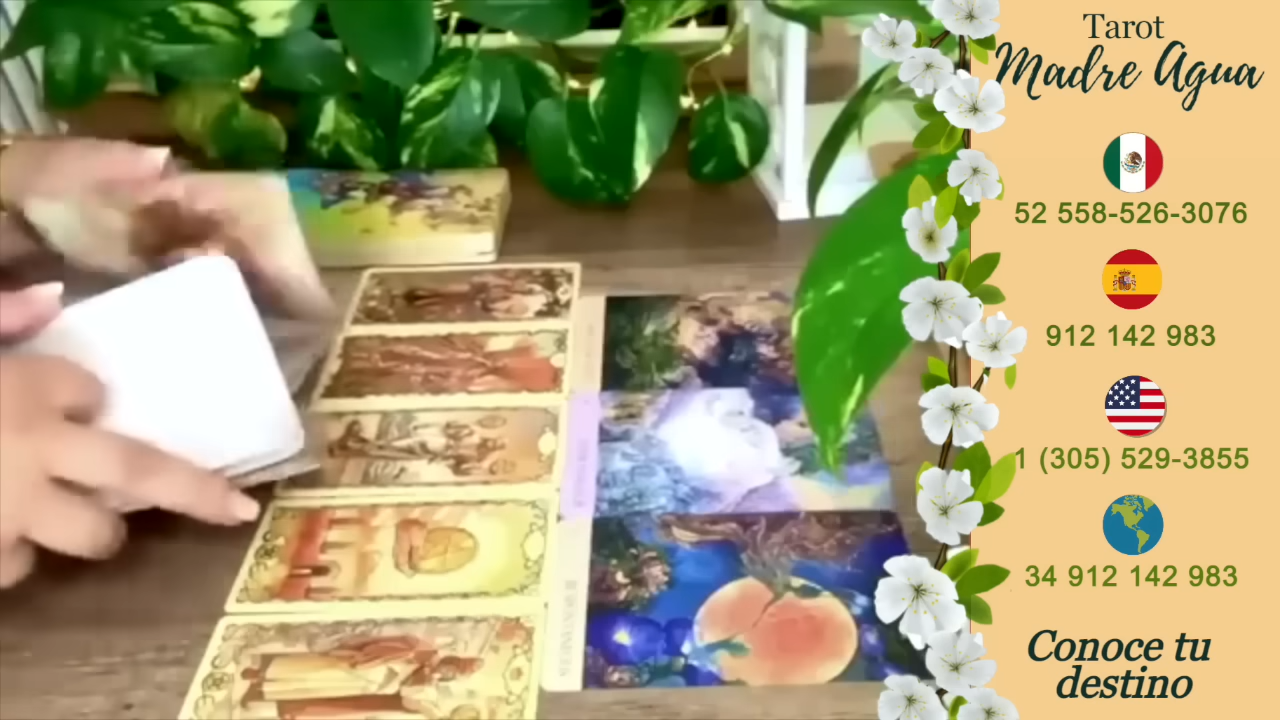 Tarot
Madre Agua
52 558-526-3076
912 142 983
1 (305) 529-3855
34 912 142 983
Conoce tu
destino